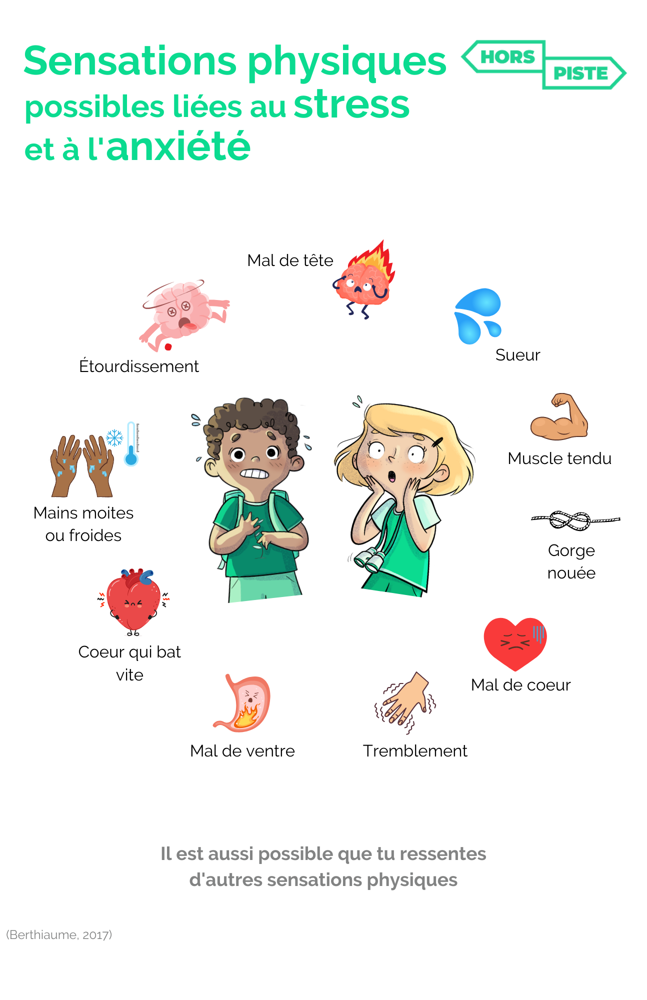 Sensations physiques
possibles liées au stress
et à l'anxiété
HORS
PISTE
Mal de tête
Sueur
Étourdissement
Muscle tendu
Mains moites
ou froides
Gorge
nouée
Coeur qui bat
vite
Mal de coeur
Mal de ventre
Tremblement
Il est aussi possible que tu ressentes
d'autres sensations physiques
(Berthiaume, 2017)